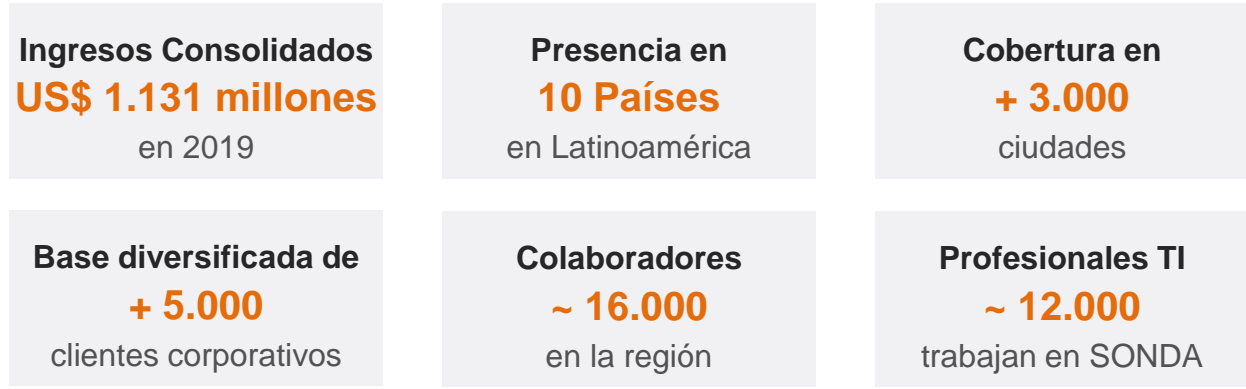 Ingresos Consolidados
US$ 1.131 millones
en 2019
Presencia en
10 Países
en Latinoamérica
Cobertura en
+ 3.000
ciudades
Base diversificada de
+ 5.000
clientes corporativos
Colaboradores
~ 16.000
en la región
Profesionales TI
~ 12.000
trabajan en SONDA